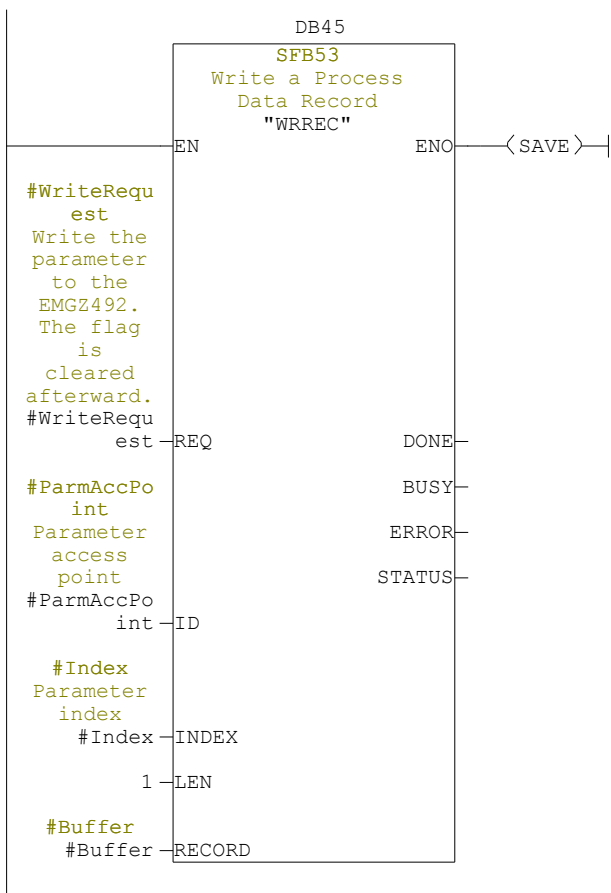 DB45
SFB53
Write a Process
Data Record
"WRREC"
EN
ENO
SAVE
#WriteRequ
est
Write the
parameter
to the
EMGZ492.
The flag
is
cleared
afterward.
#WriteRequ
est
REQ
DONE
#ParmAccPo
int
Parameter
access
point
#ParmAccPo
int
ID
BUSY
ERROR
STATUS
#Index
Parameter
index
#Index
INDEX
1
LEN
#Buffer
#Buffer
RECORD